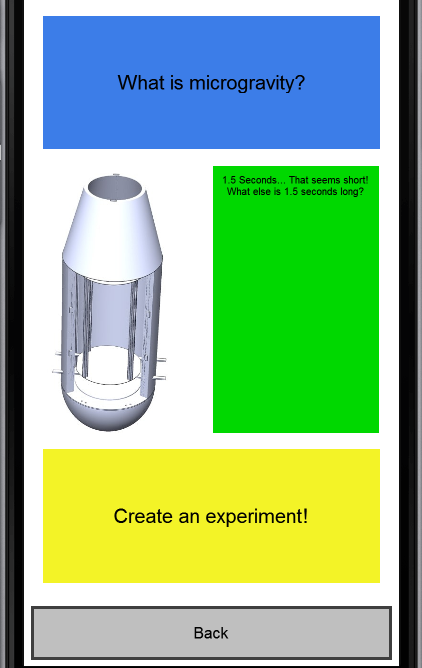 What is microgravity?
1.5 Seconds... That seems short!
What else is 1.5 seconds long?
Create an experiment!
Back